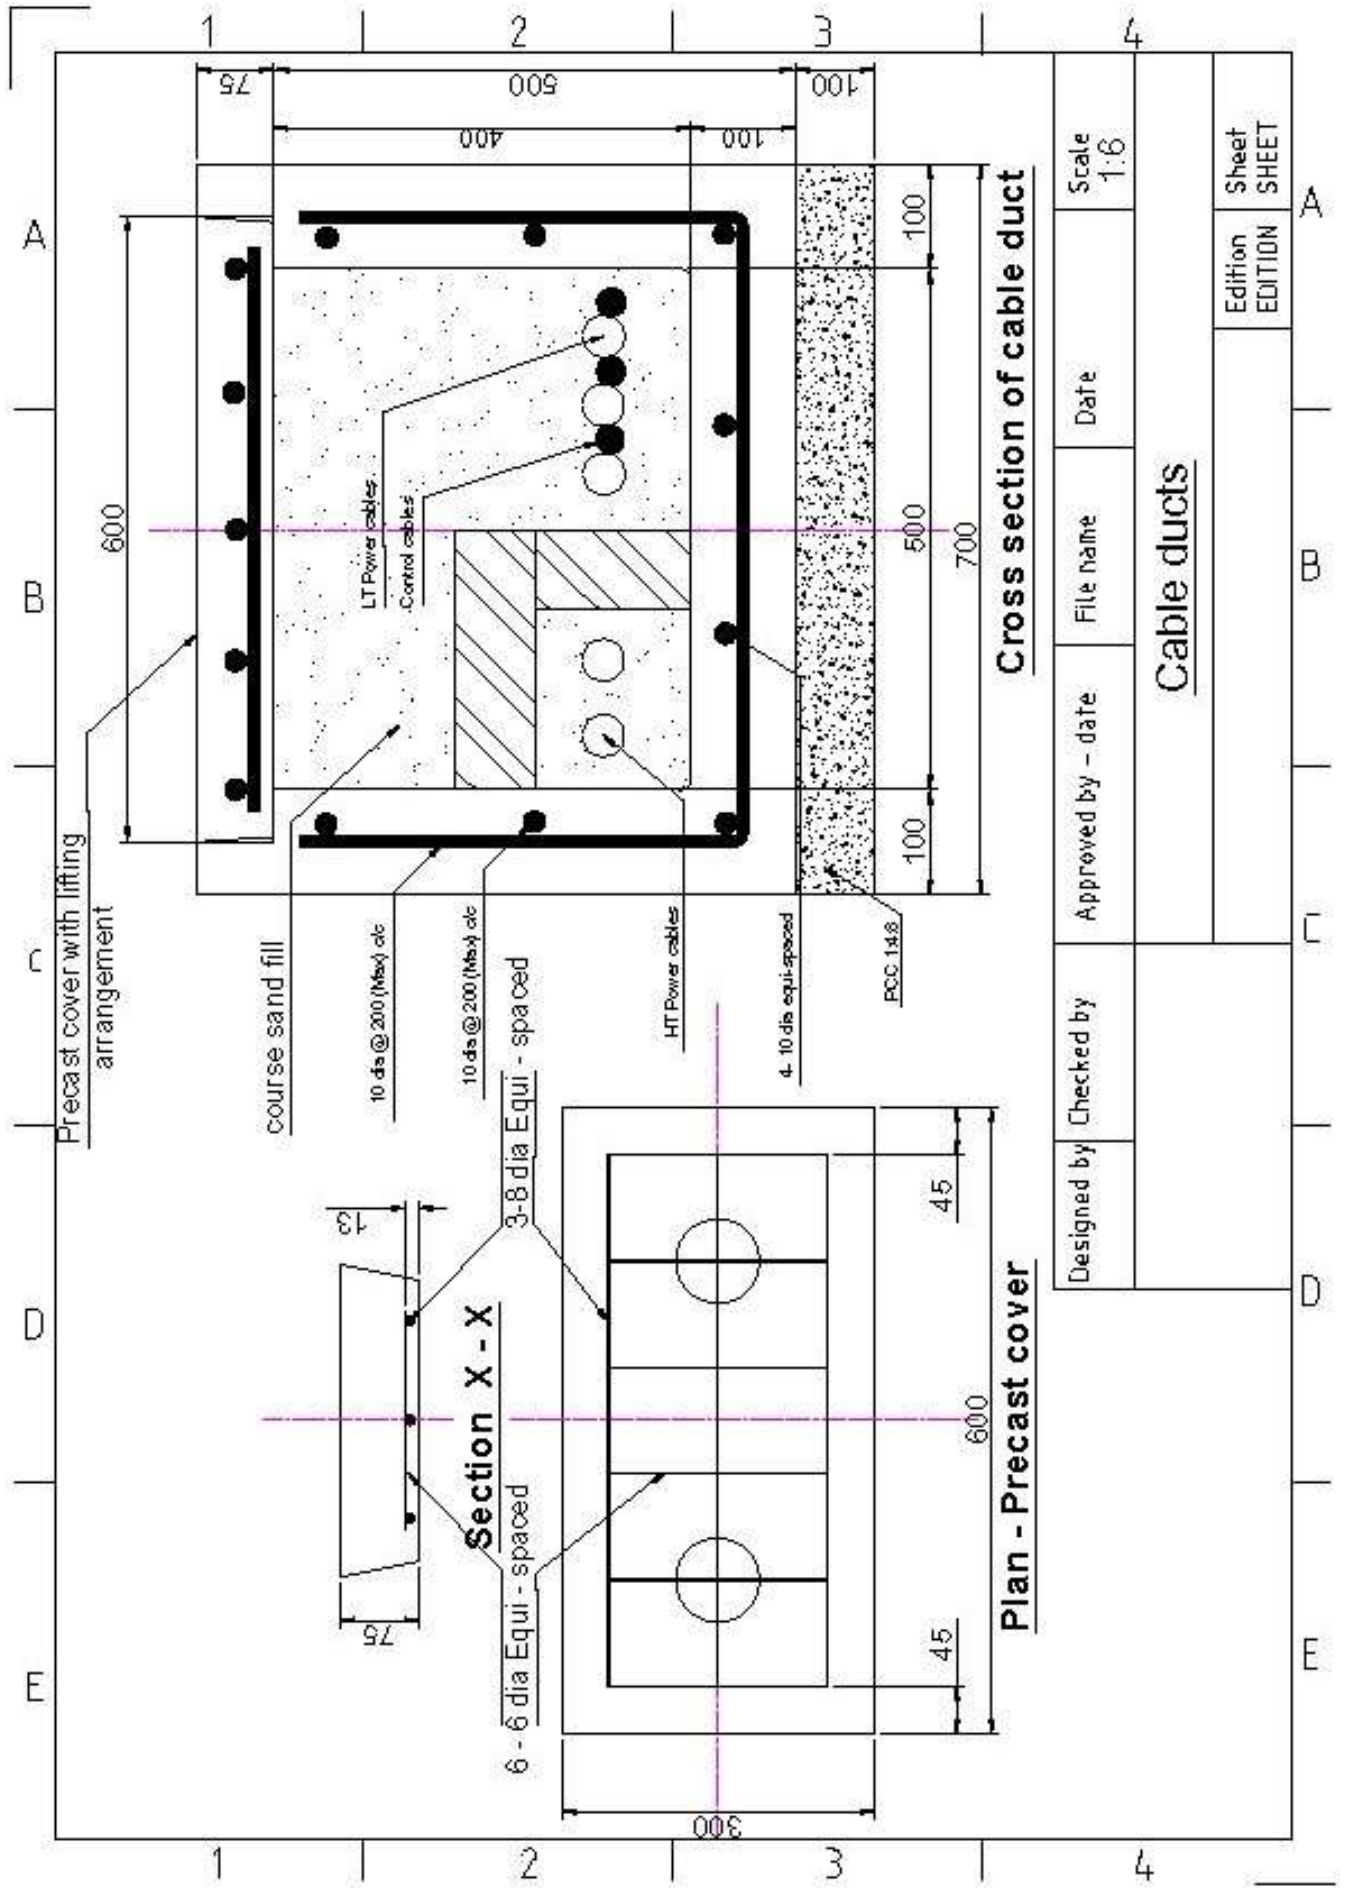 1
2
3
4
A
B
C
D
E
1
2
3
4
A
B
C
D
E
Precast cover with lifting
arrangement
course sand fill
10 dia @ 200 (Max) c/c
10 dia @ 200 (Max) c/c
HT Power cables
4- 10 dia equi-spaced
PCC 1:4:8
LT Power cables
Control cables
600
75
500
100
400
100
100
500
100
700
Cross section of cable duct
13
75
Section X - X
3-8 dia Equi - spaced
6 - 6 dia Equi - spaced
300
45
45
600
Plan - Precast cover
Designed by
Checked by
Approved by - date
File name
Date
Scale
1:6
Cable ducts
Edition
EDITION
Sheet
SHEET